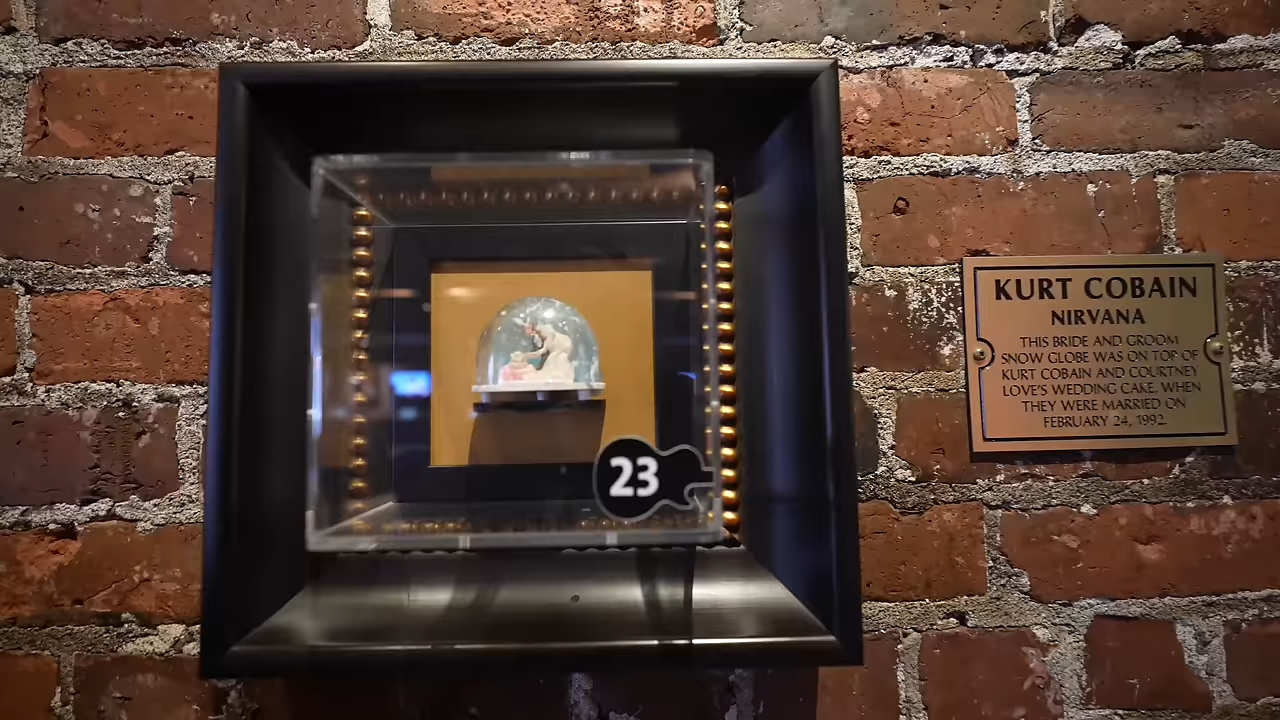 23
KURT COBAIN
NIRVANA
THIS BRIDE AND GROOM
SNOW GLOBE WAS ON TOP OF
KURT COBAIN AND COURTNEY
LOVE'S WEDDING CAKE, WHEN
THEY WERE MARRIED ON
FEBRUARY 24, 1992.